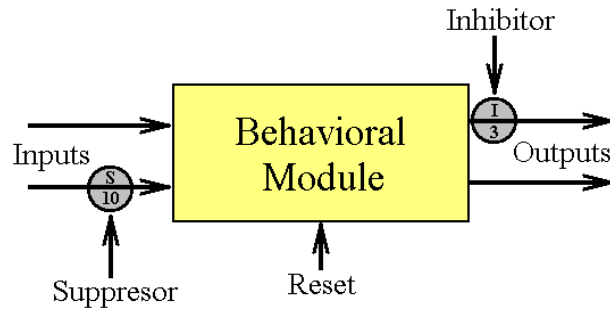 Inhibitor
I
3
Behavioral
Module
Inputs
Outputs
S
10
Suppresor
Reset